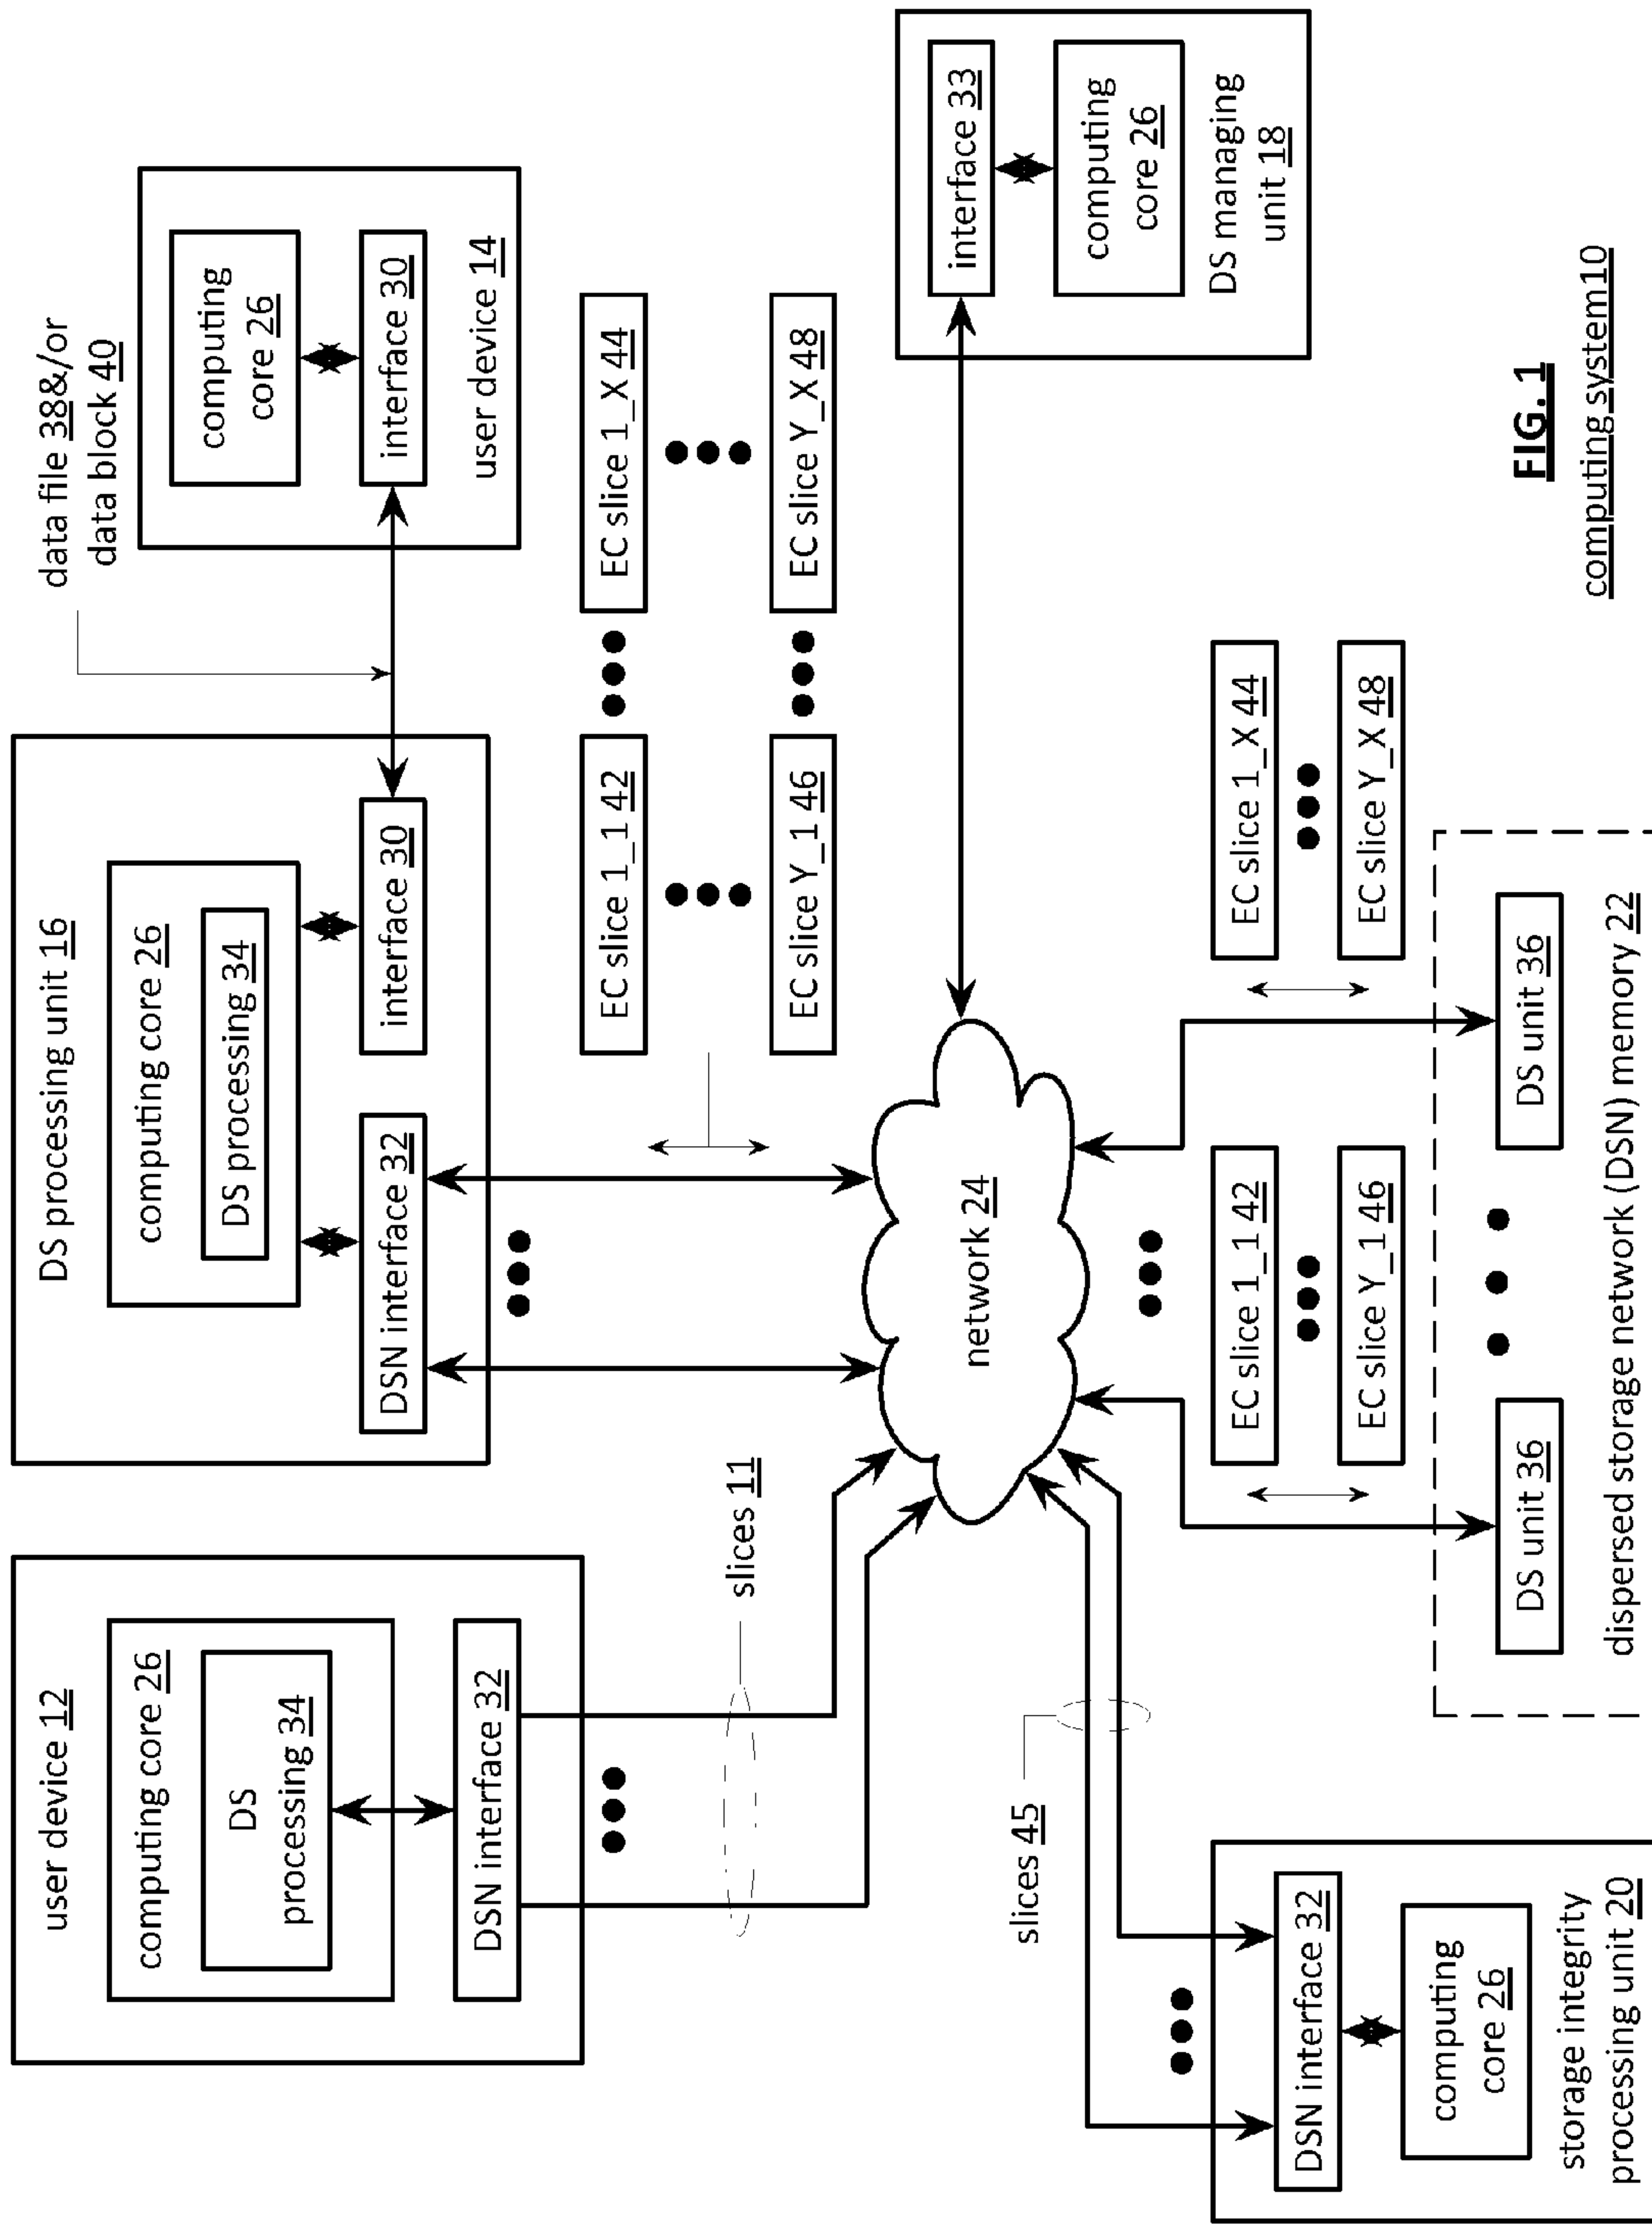 user device 12
computing core 26
DS
processing 34
DSN interface 32
slices 11
DS processing unit 16
computing core 26
DS processing 34
DSN interface 32
interface 30
data file 38&/or
data block 40
computing
core 26
interface 30
user device 14
EC slice 1_1 42
EC slice 1_X 44
EC slice Y_1 46
EC slice Y_X 48
network 24
interface 33
computing
core 26
DS managing
unit 18
slices 45
DSN interface 32
computing
core 26
storage integrity
processing unit 20
EC slice 1_1 42
EC slice Y_1 46
EC slice 1_X 44
EC slice Y_X 48
DS unit 36
DS unit 36
dispersed storage network (DSN) memory 22
FIG. 1
computing system10